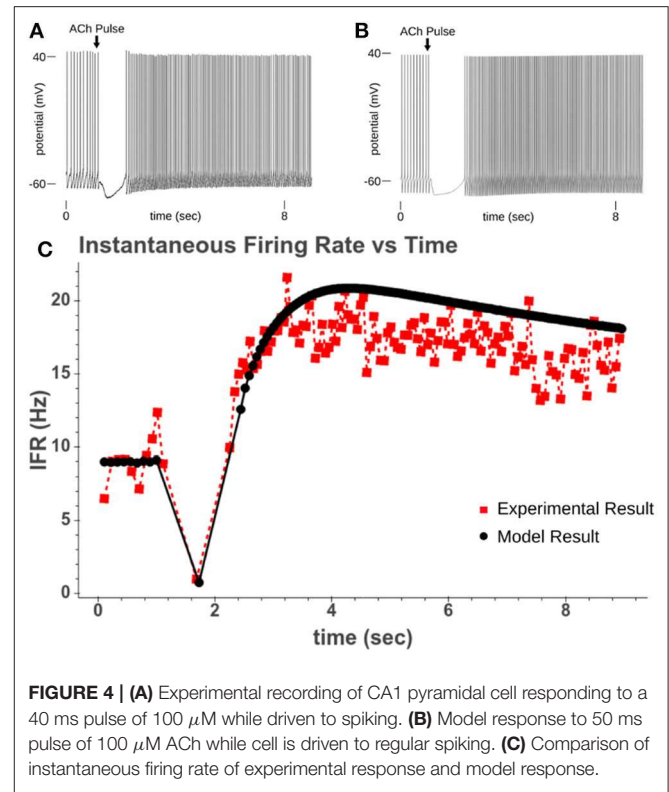 A
ACh Pulse
40
potential (mV)
-60
0
time (sec)
8
B
ACh Pulse
40
potential (mV)
-60
0
time (sec)
8
C
Instantaneous Firing Rate vs Time
20
15
10
5
0
IFR (Hz)
Experimental Result
Model Result
0 2 4 6 8
time (sec)
FIGURE 4 | (A) Experimental recording of CA1 pyramidal cell responding to a
40 ms pulse of 100 μM while driven to spiking. (B) Model response to 50 ms
pulse of 100 μM ACh while cell is driven to regular spiking. (C) Comparison of
instantaneous firing rate of experimental response and model response.